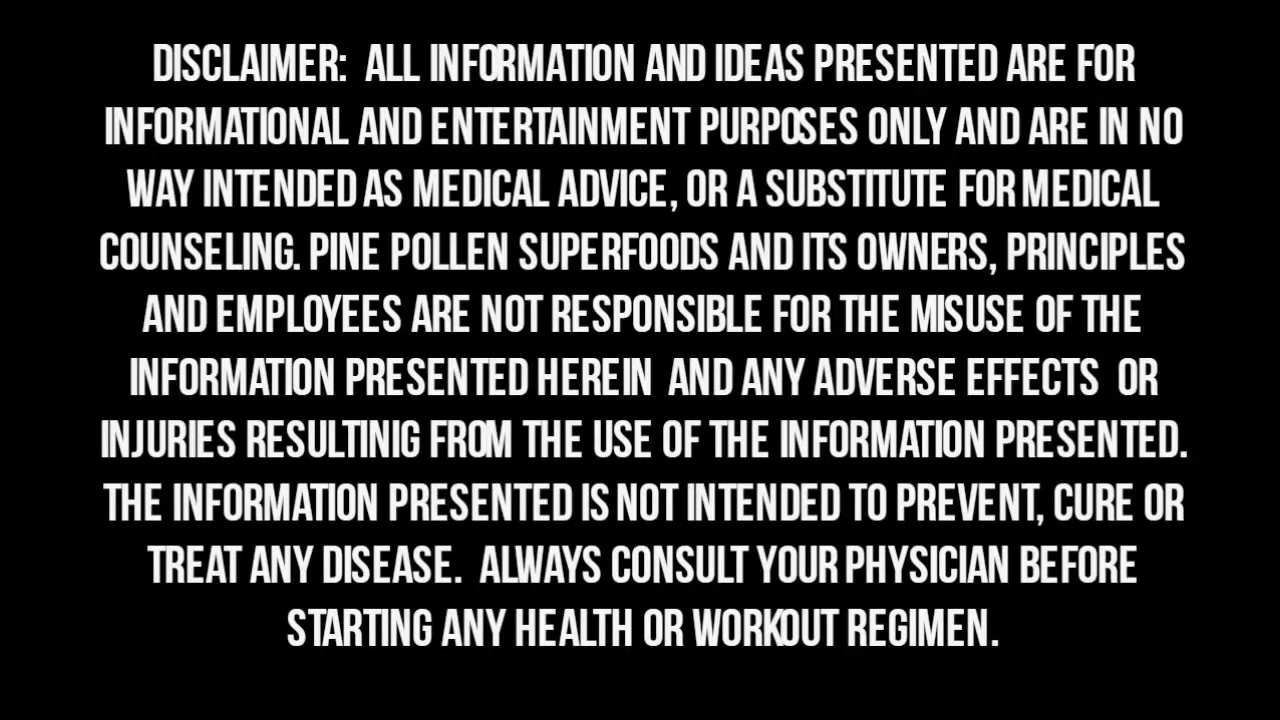 DISCLAIMER: ALL INFORMATION AND IDEAS PRESENTED ARE FOR
INFORMATIONAL AND ENTERTAINMENT PURPOSES ONLY AND ARE IN NO
WAY INTENDED AS MEDICAL ADVICE, OR A SUBSTITUTE FOR MEDICAL
COUNSELING. PINE POLLEN SUPERFOODS AND ITS OWNERS, PRINCIPLES
AND EMPLOYEES ARE NOT RESPONSIBLE FOR THE MISUSE OF THE
INFORMATION PRESENTED HEREIN AND ANY ADVERSE EFFECTS OR
INJURIES RESULTINIG FROM THE USE OF THE INFORMATION PRESENTED.
THE INFORMATION PRESENTED IS NOT INTENDED TO PREVENT, CURE OR
TREAT ANY DISEASE. ALWAYS CONSULT YOUR PHYSICIAN BEFORE
STARTING ANY HEALTH OR WORKOUT REGIMEN.